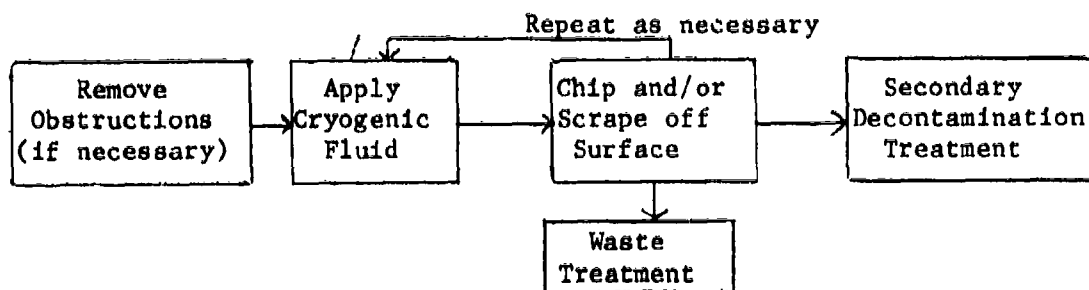 Repeat as necessary
Remove
Obstructions
(if necessary)
Apply
Cryogenic
Fluid
Chip and/or
Scrape off
Surface
Secondary
Decontamination
Treatment
Waste
Treatment